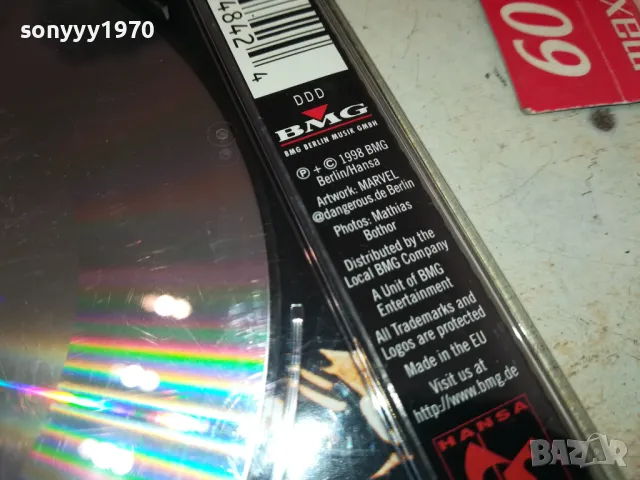 sonyyy1970
4842
4
DDD
BMG
BMG BERLIN MUSIK GMBH
℗ + © 1998 BMG
Berlin/Hansa
Artwork: MARVEL
@dangerous.de Berlin
Photos: Mathias
Bothor
Distributed by the
Local BMG Company
A Unit of BMG
Entertainment
All Trademarks and
Logos are protected
Made in the EU
Visit us at
http://www.bmg.de
HANSA
maxell
60
BAZAR